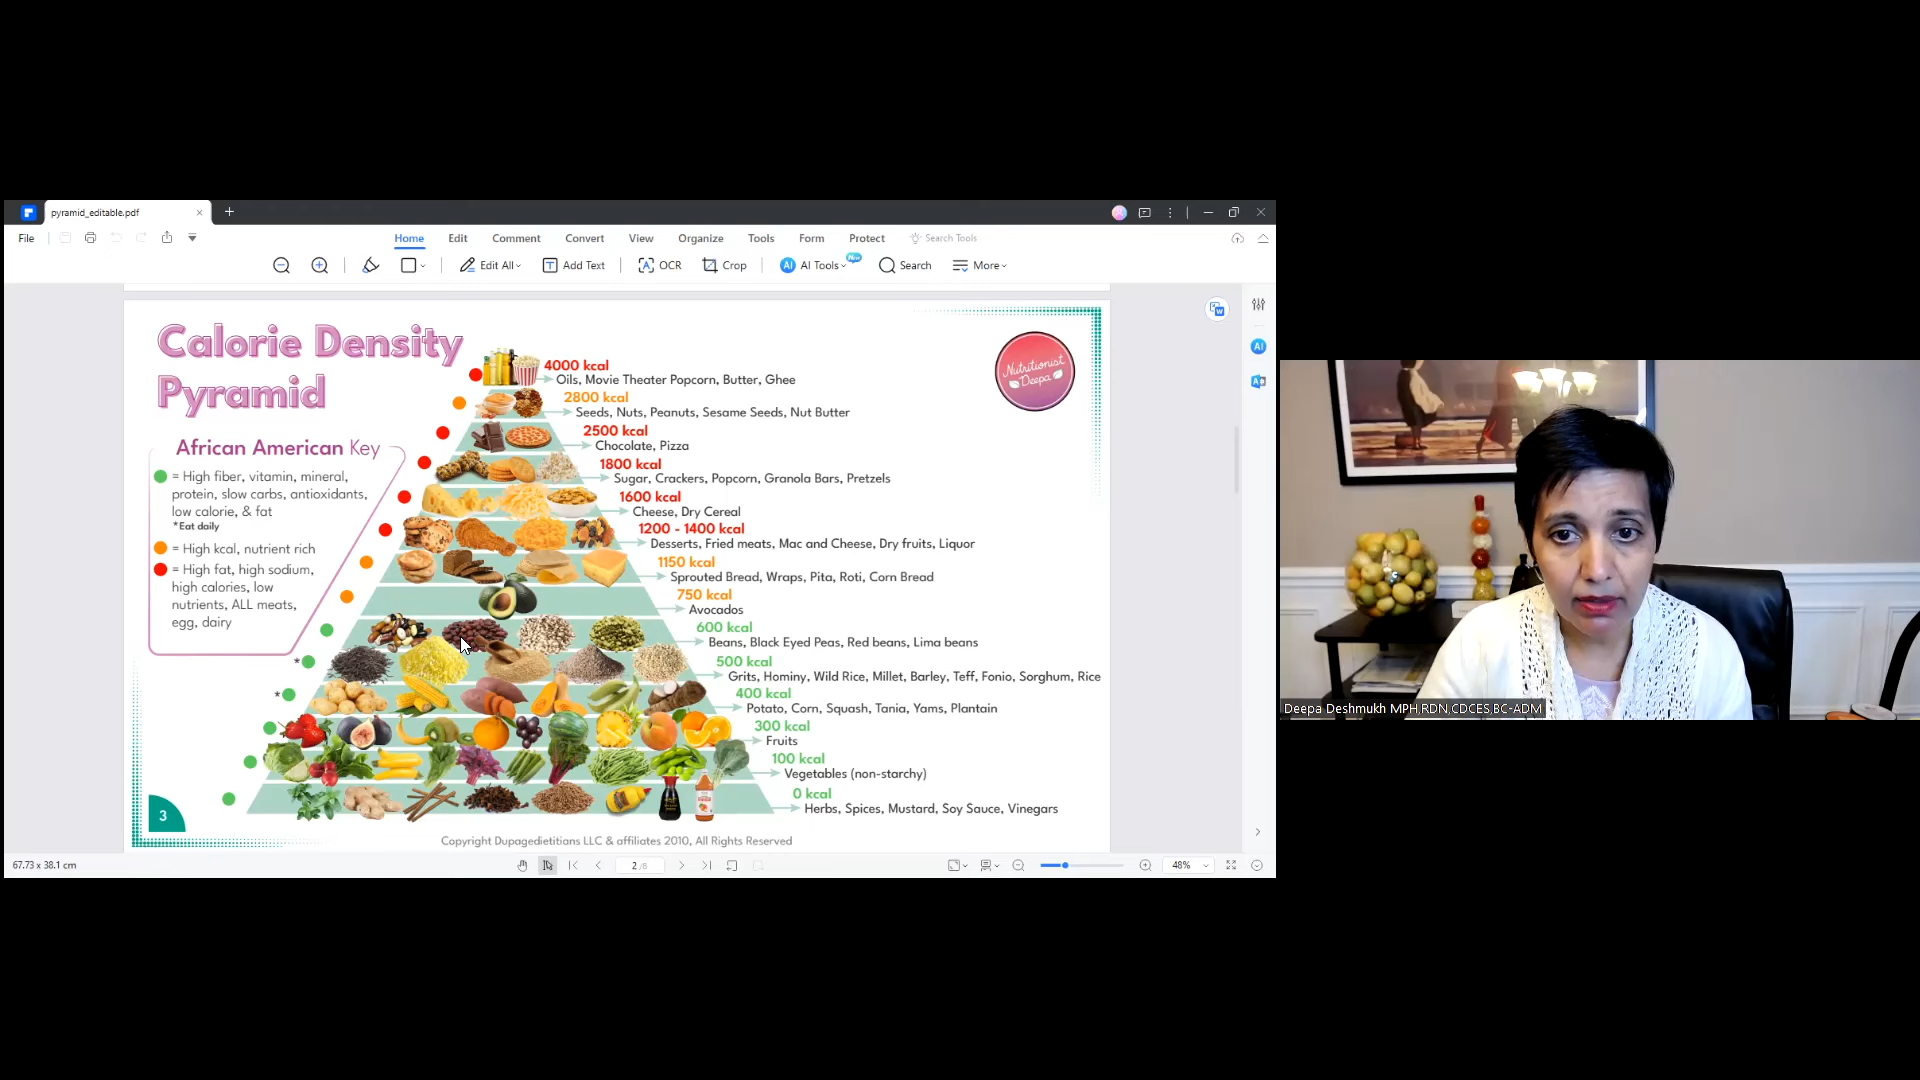 pyramid_editable.pdf
File
Home
Edit
Comment
Convert
View
Organize
Tools
Form
Protect
Search Tools
Edit All
Add Text
OCR
Crop
AI Tools
New
Search
More
Calorie Density
Pyramid
Nutritionist
Deepa
African American Key
= High fiber, vitamin, mineral,
protein, slow carbs, antioxidants,
low calorie, & fat
*Eat daily
= High kcal, nutrient rich
= High fat, high sodium,
high calories, low
nutrients, ALL meats,
egg, dairy
4000 kcal
Oils, Movie Theater Popcorn, Butter, Ghee
2800 kcal
Seeds, Nuts, Peanuts, Sesame Seeds, Nut Butter
2500 kcal
Chocolate, Pizza
1800 kcal
Sugar, Crackers, Popcorn, Granola Bars, Pretzels
1600 kcal
Cheese, Dry Cereal
1200 - 1400 kcal
Desserts, Fried meats, Mac and Cheese, Dry fruits, Liquor
1150 kcal
Sprouted Bread, Wraps, Pita, Roti, Corn Bread
750 kcal
Avocados
600 kcal
Beans, Black Eyed Peas, Red beans, Lima beans
500 kcal
*
Grits, Hominy, Wild Rice, Millet, Barley, Teff, Fonio, Sorghum, Rice
400 kcal
*
Potato, Corn, Squash, Tania, Yams, Plantain
300 kcal
Fruits
100 kcal
Vegetables (non-starchy)
0 kcal
Herbs, Spices, Mustard, Soy Sauce, Vinegars
3
Copyright Dupagedietitians LLC & affiliates 2010, All Rights Reserved
67.73 x 38.1 cm
2 /8
48%
Deepa Deshmukh MPH,RDN,CDCES,BC-ADM